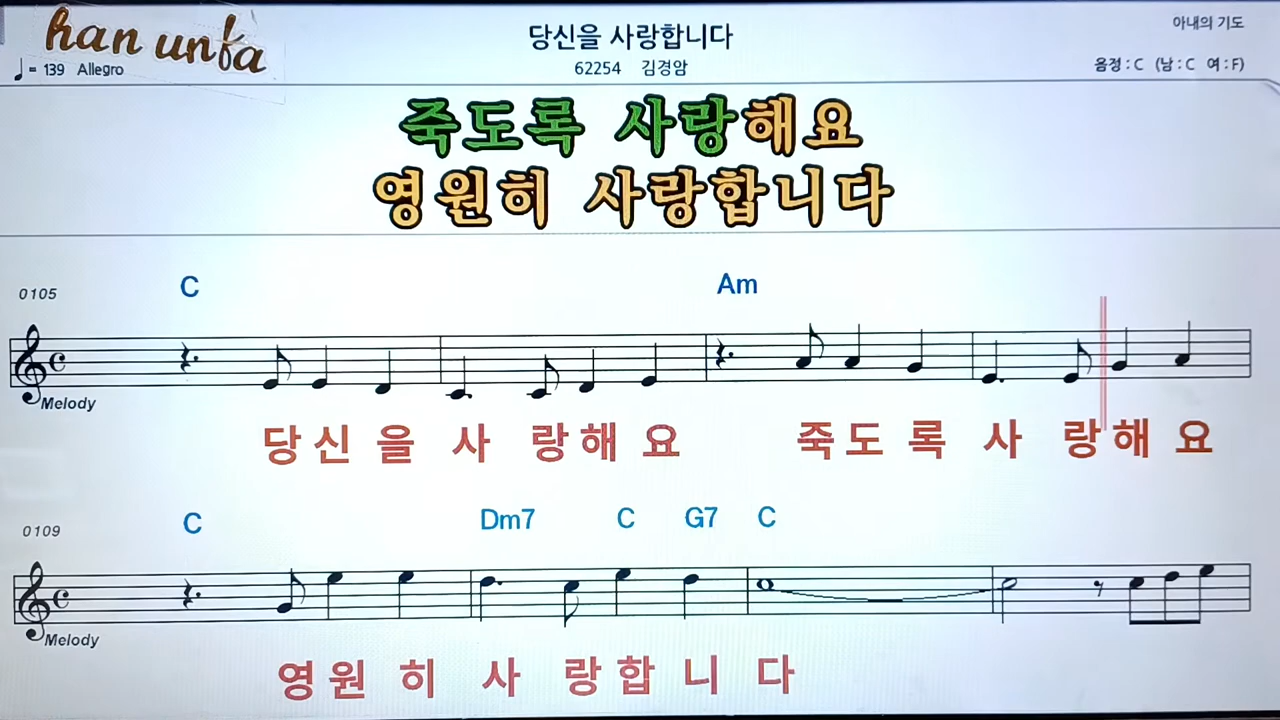 han unfa
당신을 사랑합니다
아내의 기도
♩= 139 Allegro
62254 김경암
음정 : C (남 : C 여 : F)
죽도록 사랑해요
영원히 사랑합니다
0105
C Am
Melody
당신 을 사 랑해 요 죽도 록 사 랑해 요
0109
C Dm7 C G7 C
Melody
영원 히 사 랑합 니 다